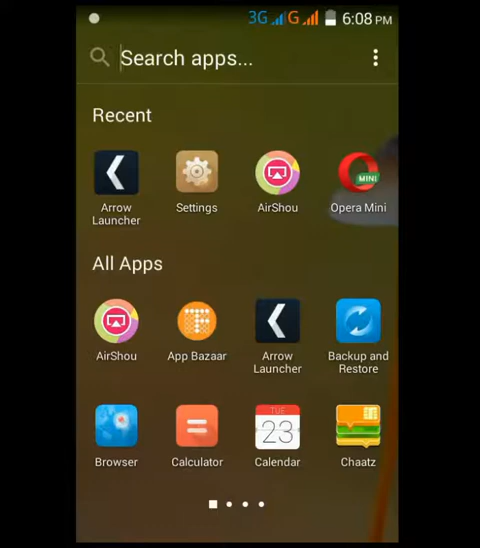 3G G 6:08 PM
Search apps...
Recent
Arrow Launcher
Settings
AirShou
MINI
Opera Mini
All Apps
AirShou
App Bazaar
Arrow Launcher
Backup and Restore
TUE
23
Browser
Calculator
Calendar
Chaatz